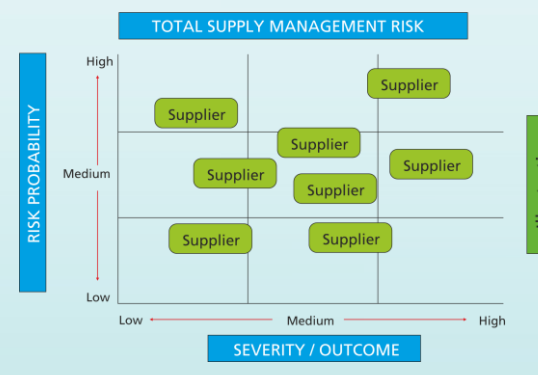 TOTAL SUPPLY MANAGEMENT RISK
High
Supplier
Supplier
RISK PROBABILITY
Supplier
Supplier
Medium
Supplier
Supplier
Supplier
Supplier
Low
Low
Medium
High
SEVERITY / OUTCOME